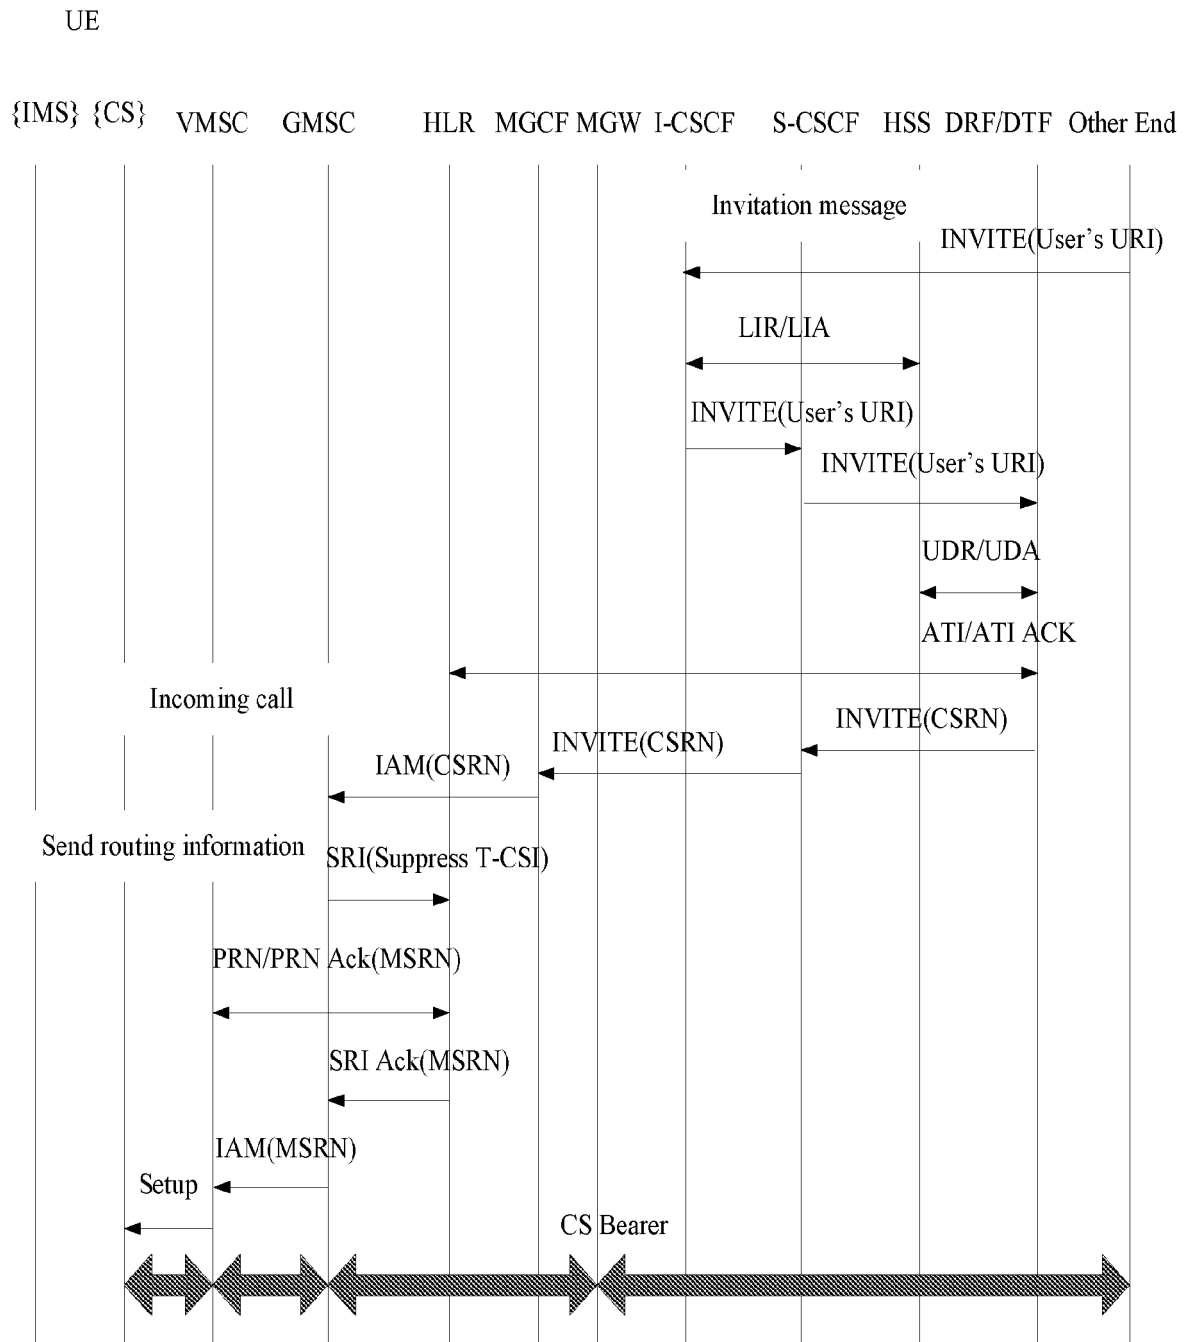 UE
{IMS} {CS} VMSC GMSC HLR MGCF MGW I-CSCF S-CSCF HSS DRF/DTF Other End
Invitation message
INVITE(User’s URI)
LIR/LIA
INVITE(User’s URI)
INVITE(User’s URI)
UDR/UDA
ATI/ATI ACK
Incoming call
INVITE(CSRN)
INVITE(CSRN)
IAM(CSRN)
Send routing information
SRI(Suppress T-CSI)
PRN/PRN Ack(MSRN)
SRI Ack(MSRN)
IAM(MSRN)
Setup
CS Bearer